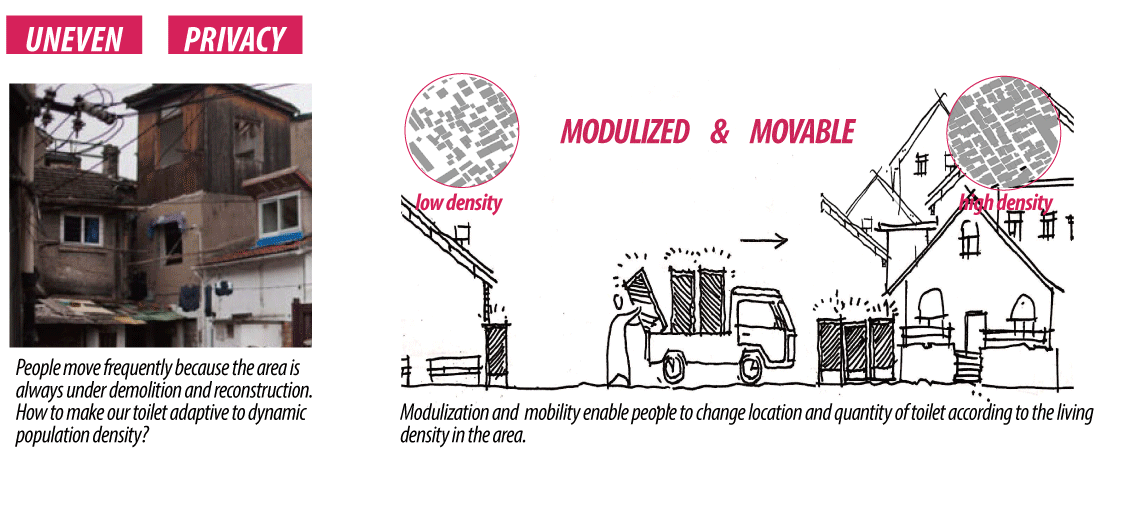 UNEVEN
PRIVACY
People move frequently because the area is
always under demolition and reconstruction.
How to make our toilet adaptive to dynamic
population density?
MODULIZED & MOVABLE
low density
high density
Modulization and mobility enable people to change location and quantity of toilet according to the living
density in the area.